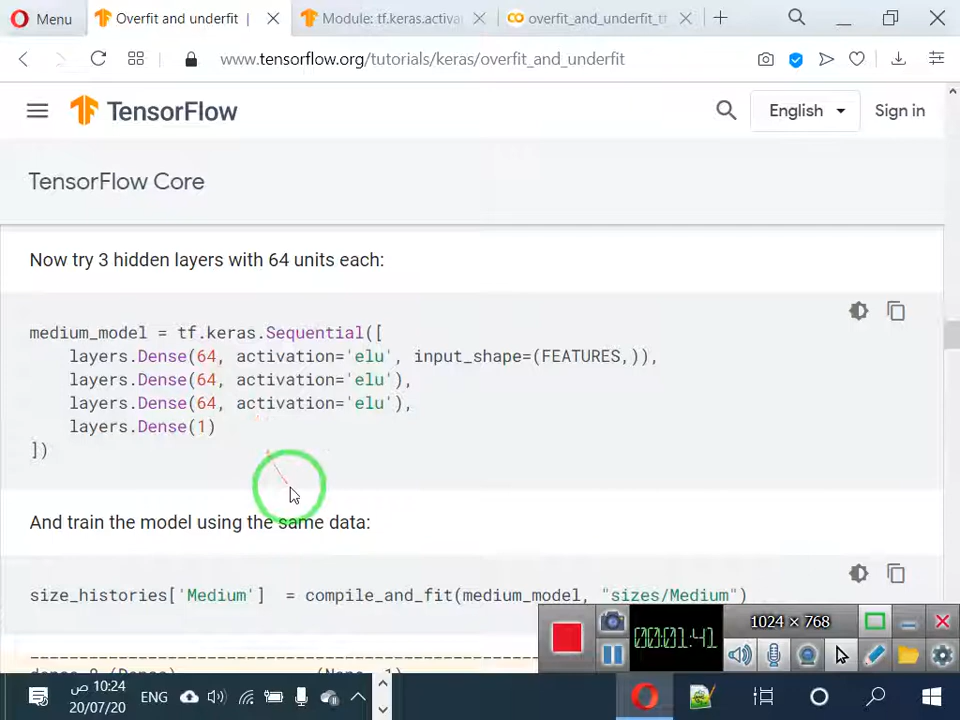 Menu
Overfit and underfit |
Module: tf.keras.activa
overfit_and_underfit_tr
www.tensorflow.org/tutorials/keras/overfit_and_underfit
TensorFlow
English
Sign in
TensorFlow Core
Now try 3 hidden layers with 64 units each:
medium_model = tf.keras.Sequential([
layers.Dense(64, activation='elu', input_shape=(FEATURES,)),
layers.Dense(64, activation='elu'),
layers.Dense(64, activation='elu'),
layers.Dense(1)
])
And train the model using the same data:
size_histories['Medium']  = compile_and_fit(medium_model, "sizes/Medium")
1024 × 768
00:01:41
10:24 ص
ENG
20/07/20